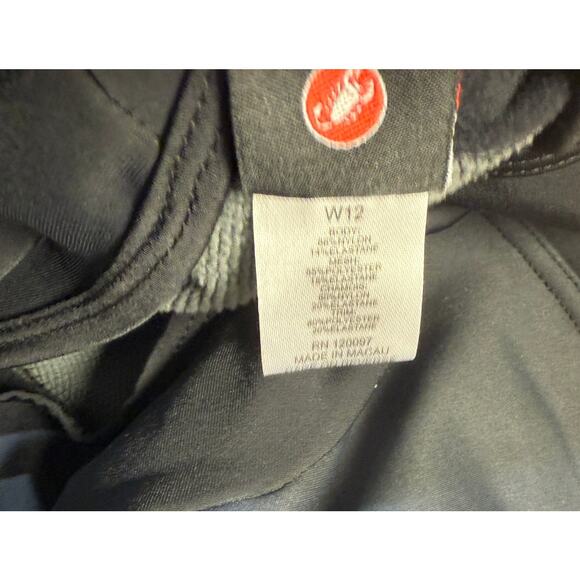 W12
BODY:
86%NYLON
14%ELASTANE
MESH:
85%POLYESTER
15%ELASTANE
CHAMOIS:
80%NYLON
20%ELASTANE
TRIM:
80%POLYESTER
20%ELASTANE
RN 120097
MADE IN MACAU